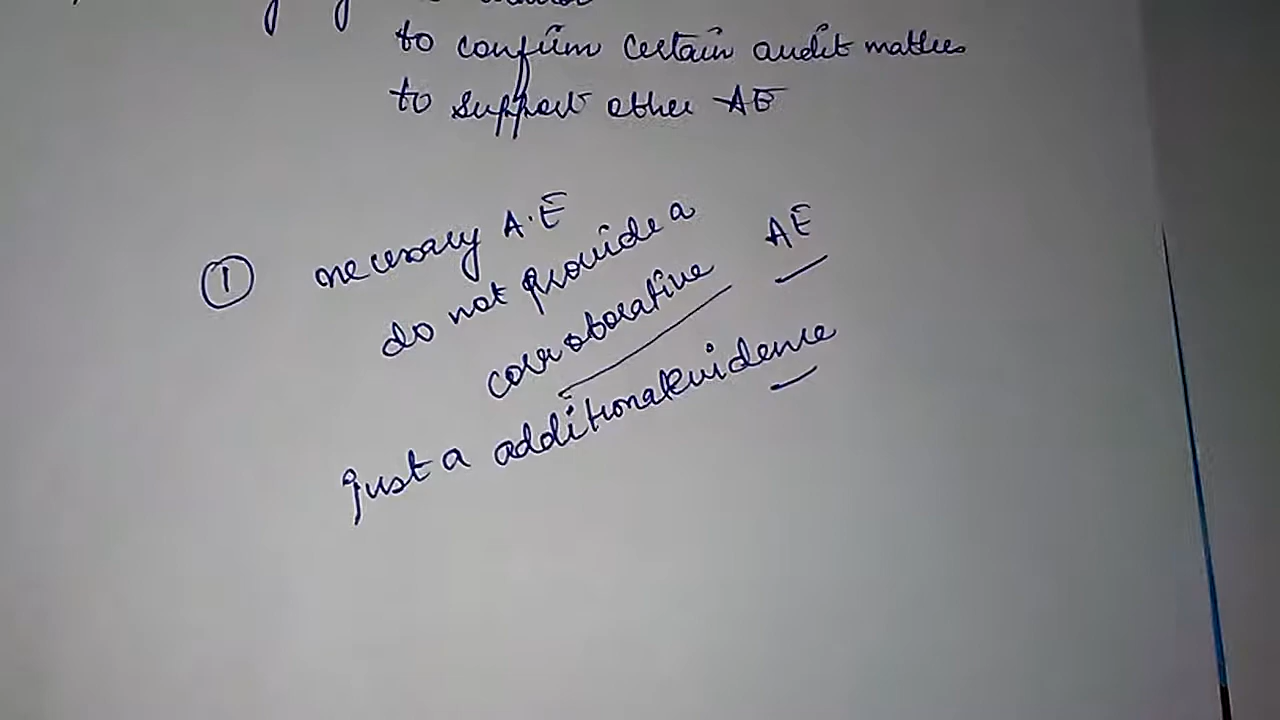 to confirm certain audit matters
to support other AE
① necessary A.E
do not provide a
corroborative AE
just a additional evidence